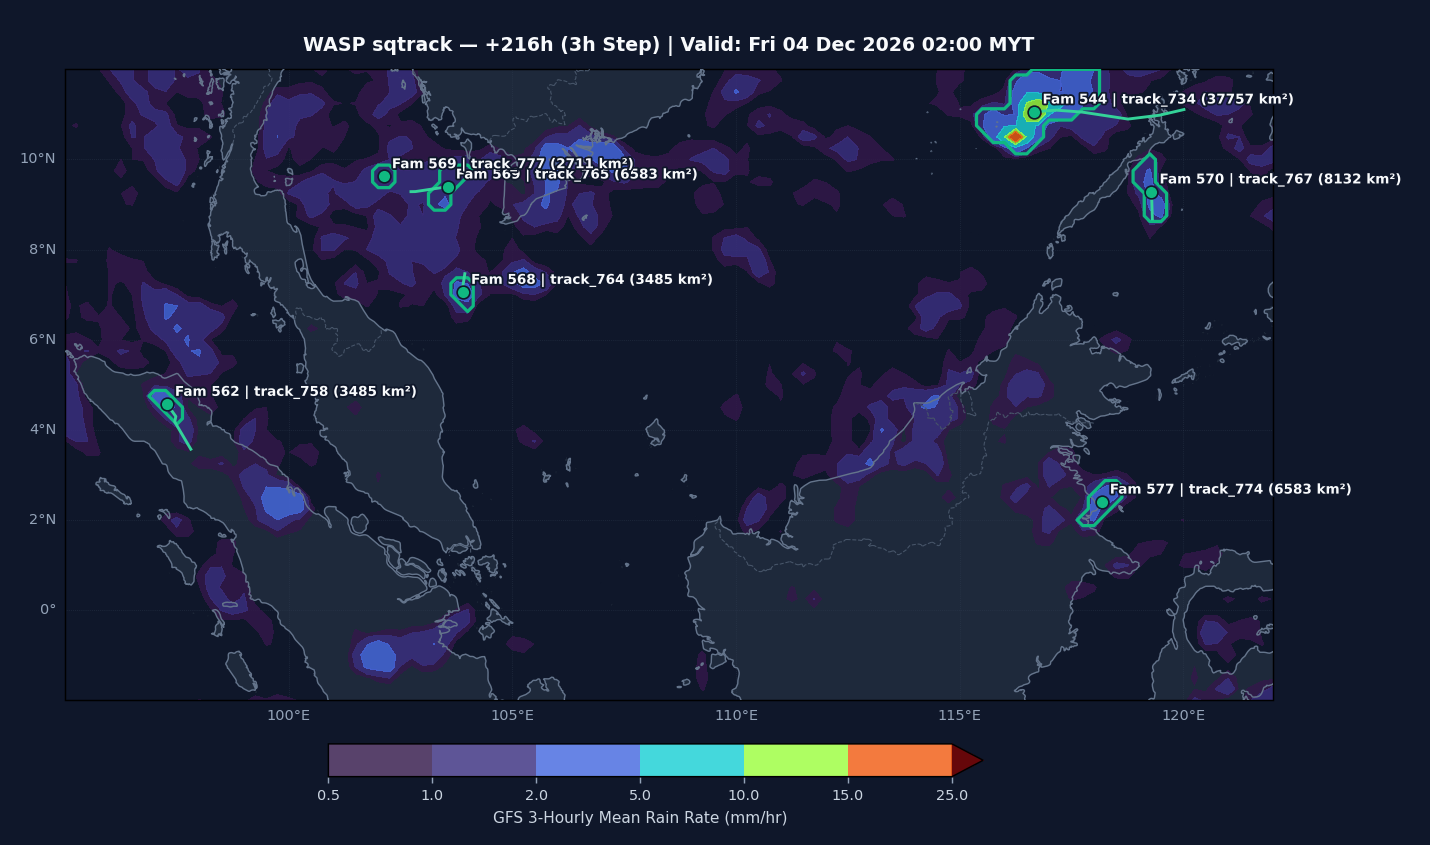 WASP sqtrack — +216h (3h Step) | Valid: Fri 04 Dec 2026 02:00 MYT
Fam 544 | track_734 (37757 km²)
10°N
Fam 569 | track_777 (2711 km²)
Fam 569 | track_765 (6583 km²)
Fam 570 | track_767 (8132 km²)
8°N
Fam 568 | track_764 (3485 km²)
6°N
Fam 562 | track_758 (3485 km²)
4°N
Fam 577 | track_774 (6583 km²)
2°N
0°
100°E 105°E 110°E 115°E 120°E
0.5 1.0 2.0 5.0 10.0 15.0 25.0
GFS 3-Hourly Mean Rain Rate (mm/hr)